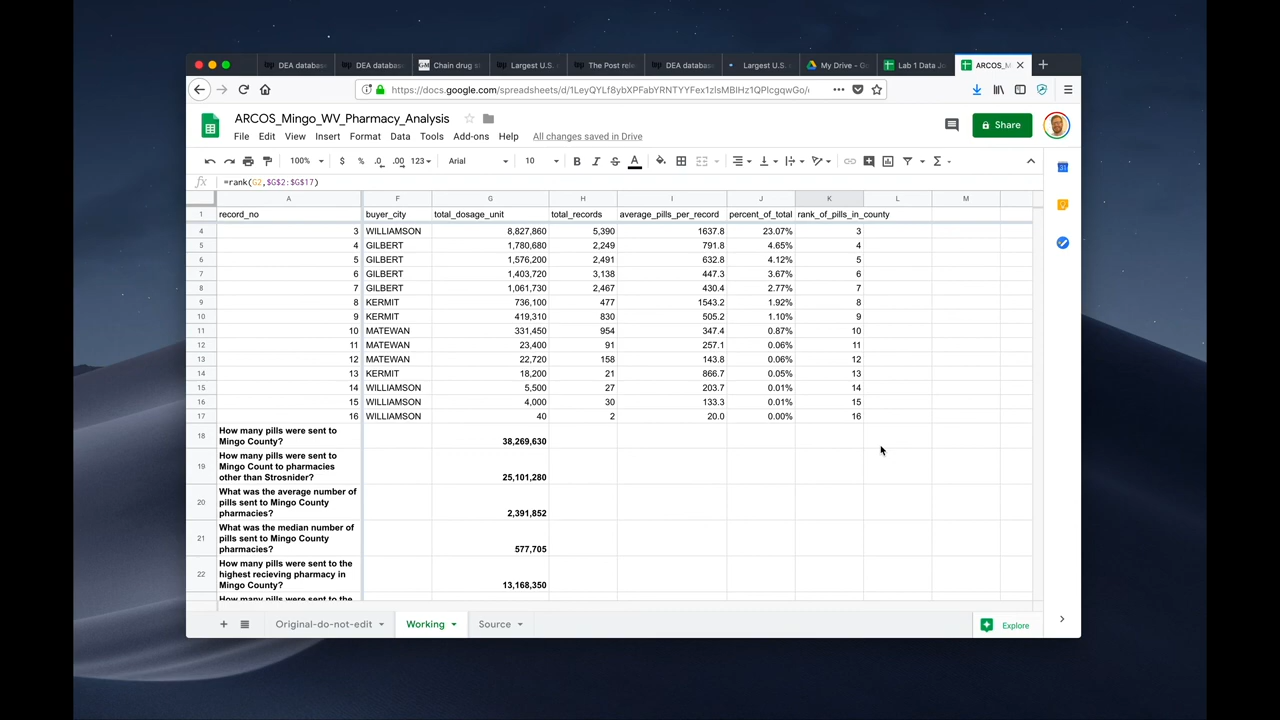 DEA databas
DEA databas
GM Chain drug s
Largest U.S.
The Post rele
DEA databas
Largest U.S.
My Drive - G
Lab 1 Data J
ARCOS_M
ARCOS_Mingo_WV_Pharmacy_Analysis
Share
File Edit View Insert Format Data Tools Add-ons Help All changes saved in Drive
100% $ % .0 .00 123 Arial 10 B I S A
fx =rank(G2,$G$2:$G$17)
A F G H I J K L M
1 record_no buyer_city total_dosage_unit total_records average_pills_per_record percent_of_total rank_of_pills_in_county
4 3 WILLIAMSON 8,827,860 5,390 1637.8 23.07% 3
5 4 GILBERT 1,780,680 2,249 791.8 4.65% 4
6 5 GILBERT 1,576,200 2,491 632.8 4.12% 5
7 6 GILBERT 1,403,720 3,138 447.3 3.67% 6
8 7 GILBERT 1,061,730 2,467 430.4 2.77% 7
9 8 KERMIT 736,100 477 1543.2 1.92% 8
10 9 KERMIT 419,310 830 505.2 1.10% 9
11 10 MATEWAN 331,450 954 347.4 0.87% 10
12 11 MATEWAN 23,400 91 257.1 0.06% 11
13 12 MATEWAN 22,720 158 143.8 0.06% 12
14 13 KERMIT 18,200 21 866.7 0.05% 13
15 14 WILLIAMSON 5,500 27 203.7 0.01% 14
16 15 WILLIAMSON 4,000 30 133.3 0.01% 15
17 16 WILLIAMSON 40 2 20.0 0.00% 16
How many pills were sent to
18 Mingo County? 38,269,630
How many pills were sent to
19 Mingo Count to pharmacies
other than Strosnider? 25,101,280
What was the average number of
20 pills sent to Mingo County
pharmacies? 2,391,852
What was the median number of
21 pills sent to Mingo County
pharmacies? 577,705
How many pills were sent to the
22 highest recieving pharmacy in
Mingo County? 13,168,350
How many pills were sent to the
Original-do-not-edit Working Source Explore